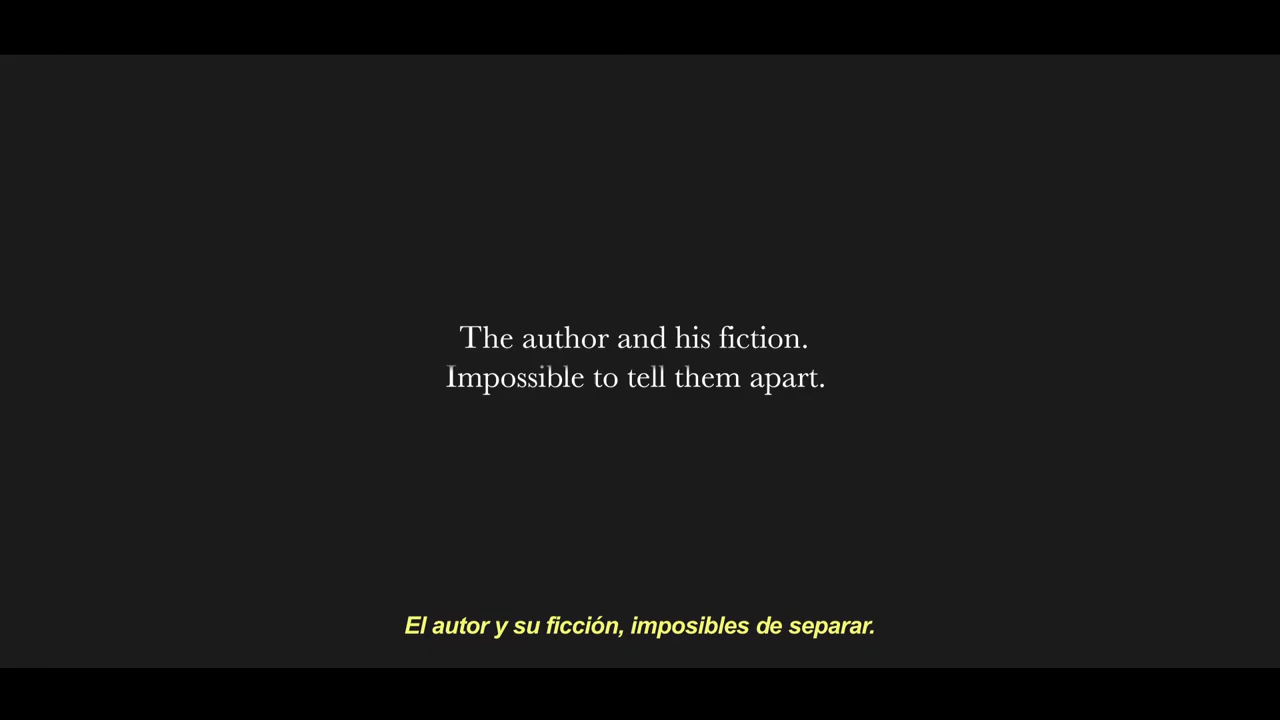 The author and his fiction.
Impossible to tell them apart.
El autor y su ficción, imposibles de separar.